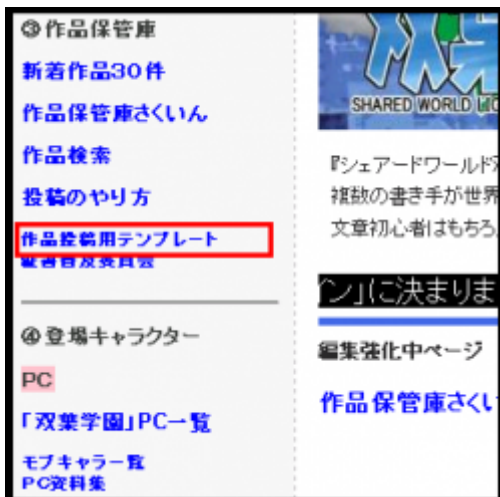 ③作品保管庫
新着作品30件
作品保管庫さくいん
作品検索
投稿のやり方
作品投稿用テンプレート
④登場キャラクター
PC
「双葉学園」PC一覧
モブキャラ一覧
PC資料集
SHARED WORLD
『シェアードワールド
複数の書き手が世界
文章初心者はもちろ
ン」に決まりま
編集強化中ページ
作品保管庫さくい